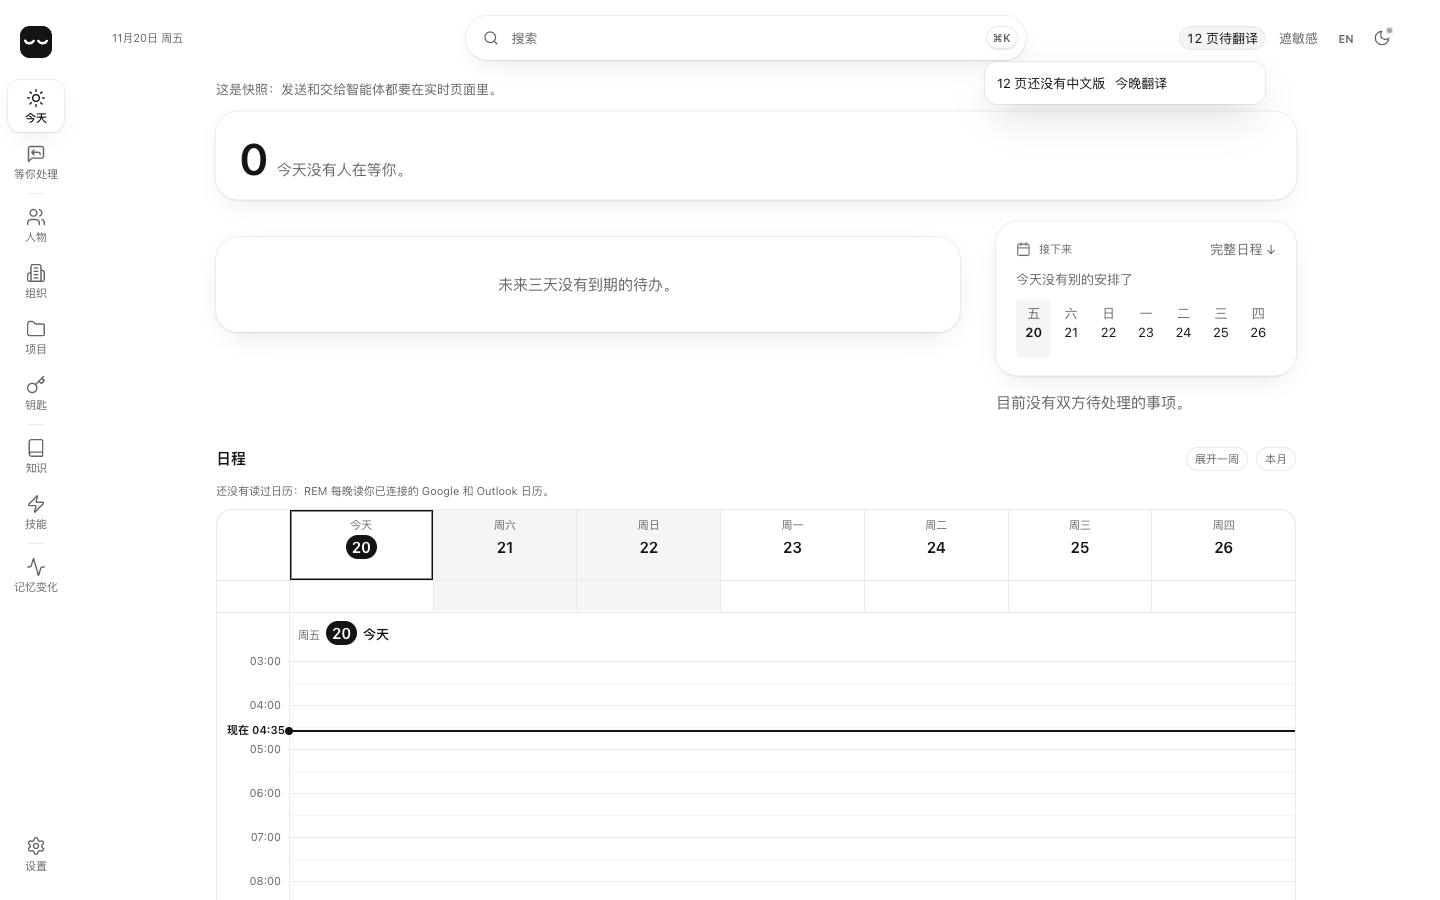 11月20日 周五
搜索
⌘K
12 页待翻译
遮敏感
EN
12 页还没有中文版 今晚翻译
今天
等你处理
人物
组织
项目
钥匙
知识
技能
记忆变化
设置
这是快照：发送和交给智能体都要在实时页面里。
0 今天没有人在等你。
未来三天没有到期的待办。
接下来
完整日程 ↓
今天没有别的安排了
五 六 日 一 二 三 四
20 21 22 23 24 25 26
目前没有双方待处理的事项。
日程
展开一周
本月
还没有读过日历：REM 每晚读你已连接的 Google 和 Outlook 日历。
今天 周六 周日 周一 周二 周三 周四
20 21 22 23 24 25 26
周五 20 今天
03:00
04:00
现在 04:35
05:00
06:00
07:00
08:00